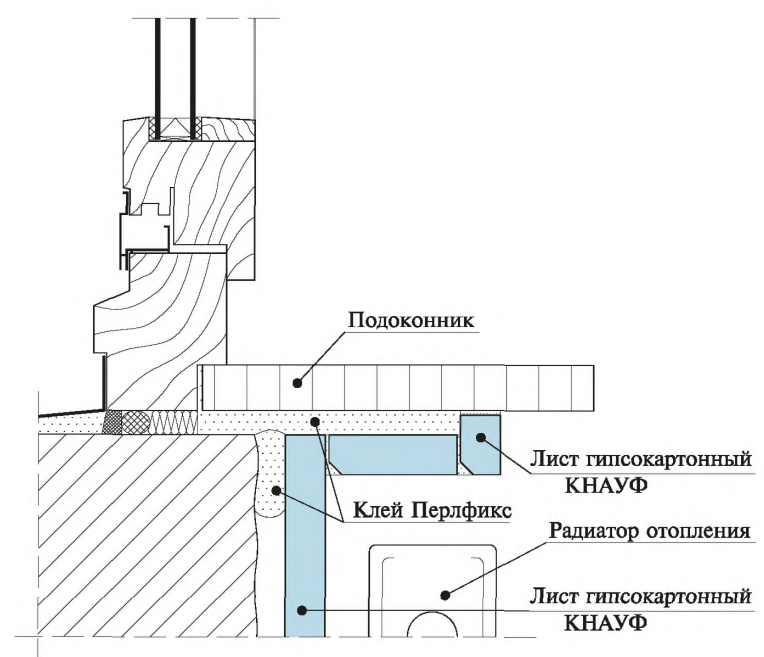 Подоконник
Лист гипсокартонный
КНАУФ
Клей Перлфикс
Радиатор отопления
Лист гипсокартонный
КНАУФ